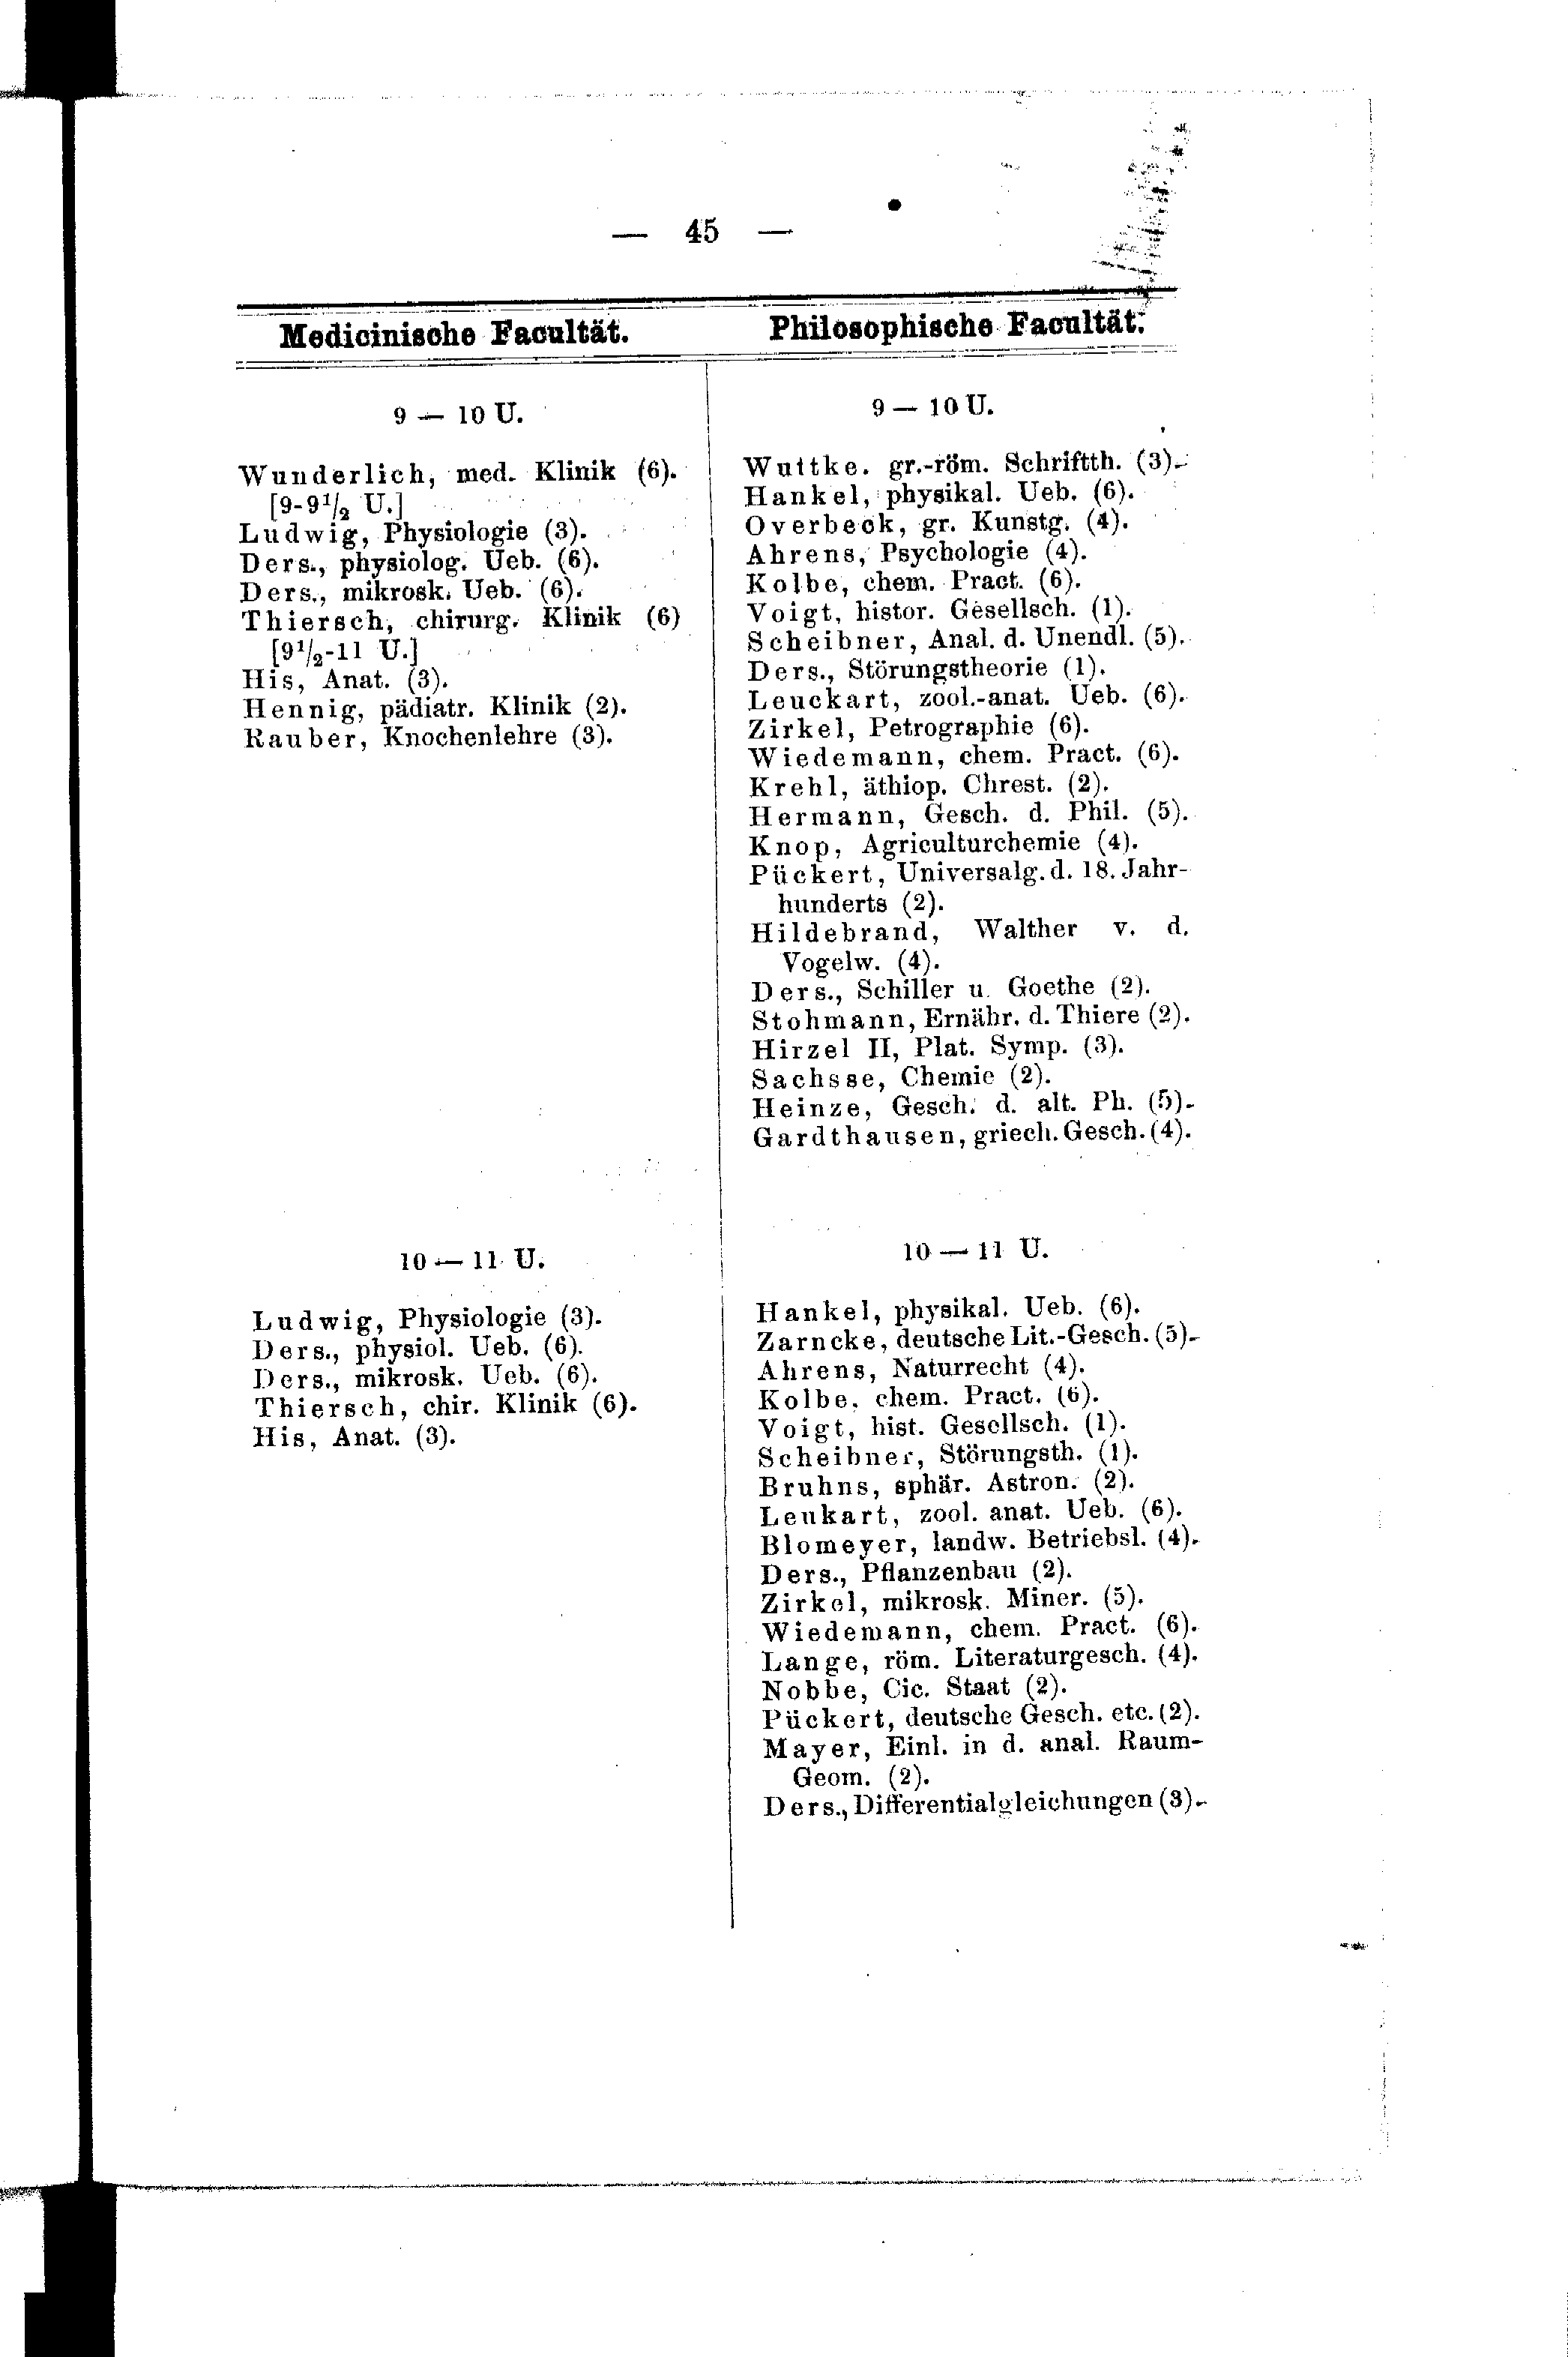 — 45 —
Medicinische Facultät.
9 — 10 U.
Wunderlich, med. Klinik (6).
[9-9½ U.]
Ludwig, Physiologie (3).
Ders., physiolog. Ueb. (6).
Ders., mikrosk. Ueb. (6).
Thiersch, chirurg. Klinik (6)
[9½-11 U.]
His, Anat. (3).
Hennig, pädiatr. Klinik (2).
Rauber, Knochenlehre (3).
10 — 11 U.
Ludwig, Physiologie (3).
Ders., physiol. Ueb. (6).
Ders., mikrosk. Ueb. (6).
Thiersch, chir. Klinik (6).
His, Anat. (3).
Philosophische Facultät.
9 — 10 U.
Wuttke. gr.-röm. Schriftth. (3).
Hankel, physikal. Ueb. (6).
Overbeck, gr. Kunstg. (4).
Ahrens, Psychologie (4).
Kolbe, chem. Pract. (6).
Voigt, histor. Gesellsch. (1).
Scheibner, Anal. d. Unendl. (5).
Ders., Störungstheorie (1).
Leuckart, zool.-anat. Ueb. (6).
Zirkel, Petrographie (6).
Wiedemann, chem. Pract. (6).
Krehl, äthiop. Chrest. (2).
Hermann, Gesch. d. Phil. (5).
Knop, Agriculturchemie (4).
Pückert, Universalg. d. 18. Jahr-
hunderts (2).
Hildebrand, Walther v. d.
Vogelw. (4).
Ders., Schiller u. Goethe (2).
Stohmann, Ernähr. d. Thiere (2).
Hirzel II, Plat. Symp. (3).
Sachsse, Chemie (2).
Heinze, Gesch. d. alt. Ph. (5).
Gardthausen, griech. Gesch. (4).
10 — 11 U.
Hankel, physikal. Ueb. (6).
Zarncke, deutsche Lit.-Gesch. (5).
Ahrens, Naturrecht (4).
Kolbe, chem. Pract. (6).
Voigt, hist. Gesellsch. (1).
Scheibner, Störungsth. (1).
Bruhns, sphär. Astron. (2).
Leukart, zool. anat. Ueb. (6).
Blomeyer, landw. Betriebsl. (4).
Ders., Pflanzenbau (2).
Zirkel, mikrosk. Miner. (5).
Wiedemann, chem. Pract. (6).
Lange, röm. Literaturgesch. (4).
Nobbe, Cic. Staat (2).
Pückert, deutsche Gesch. etc. (2).
Mayer, Einl. in d. anal. Raum-
Geom. (2).
Ders., Differentialgleichungen (3).